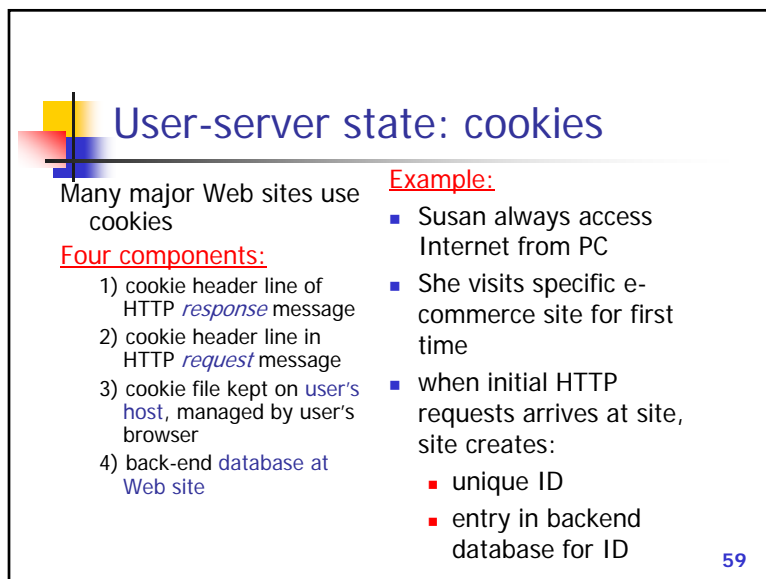 User-server state: cookies
Many major Web sites use
cookies
Four components:
1) cookie header line of
HTTP response message
2) cookie header line in
HTTP request message
3) cookie file kept on user's
host, managed by user's
browser
4) back-end database at
Web site
Example:
Susan always access
Internet from PC
She visits specific e-
commerce site for first
time
when initial HTTP
requests arrives at site,
site creates:
unique ID
entry in backend
database for ID
59